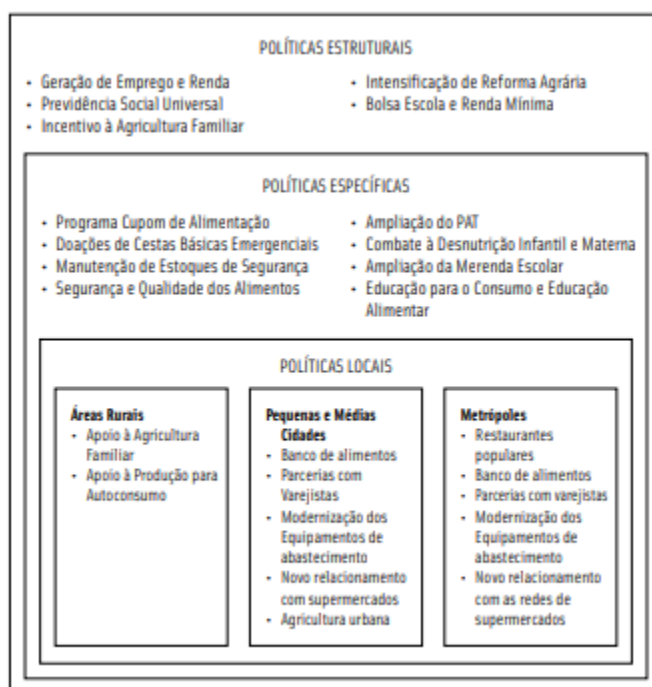 POLÍTICAS ESTRUTURAIS
• Geração de Emprego e Renda
• Previdência Social Universal
• Incentivo à Agricultura Familiar
• Intensificação de Reforma Agrária
• Bolsa Escola e Renda Mínima
POLÍTICAS ESPECÍFICAS
• Programa Cupom de Alimentação
• Doações de Cestas Básicas Emergenciais
• Manutenção de Estoques de Segurança
• Segurança e Qualidade dos Alimentos
• Ampliação do PAT
• Combate à Desnutrição Infantil e Materna
• Ampliação da Merenda Escolar
• Educação para o Consumo e Educação
Alimentar
POLÍTICAS LOCAIS
Áreas Rurais
• Apoio à Agricultura
Familiar
• Apoio à Produção para
Autoconsumo
Pequenas e Médias
Cidades
• Banco de alimentos
• Parcerias com
Varejistas
• Modernização dos
Equipamentos de
abastecimento
• Novo relacionamento
com supermercados
• Agricultura urbana
Metrópoles
• Restaurantes
populares
• Banco de alimentos
• Parcerias com varejistas
• Modernização dos
Equipamentos de
abastecimento
• Novo relacionamento
com as redes de
supermercados